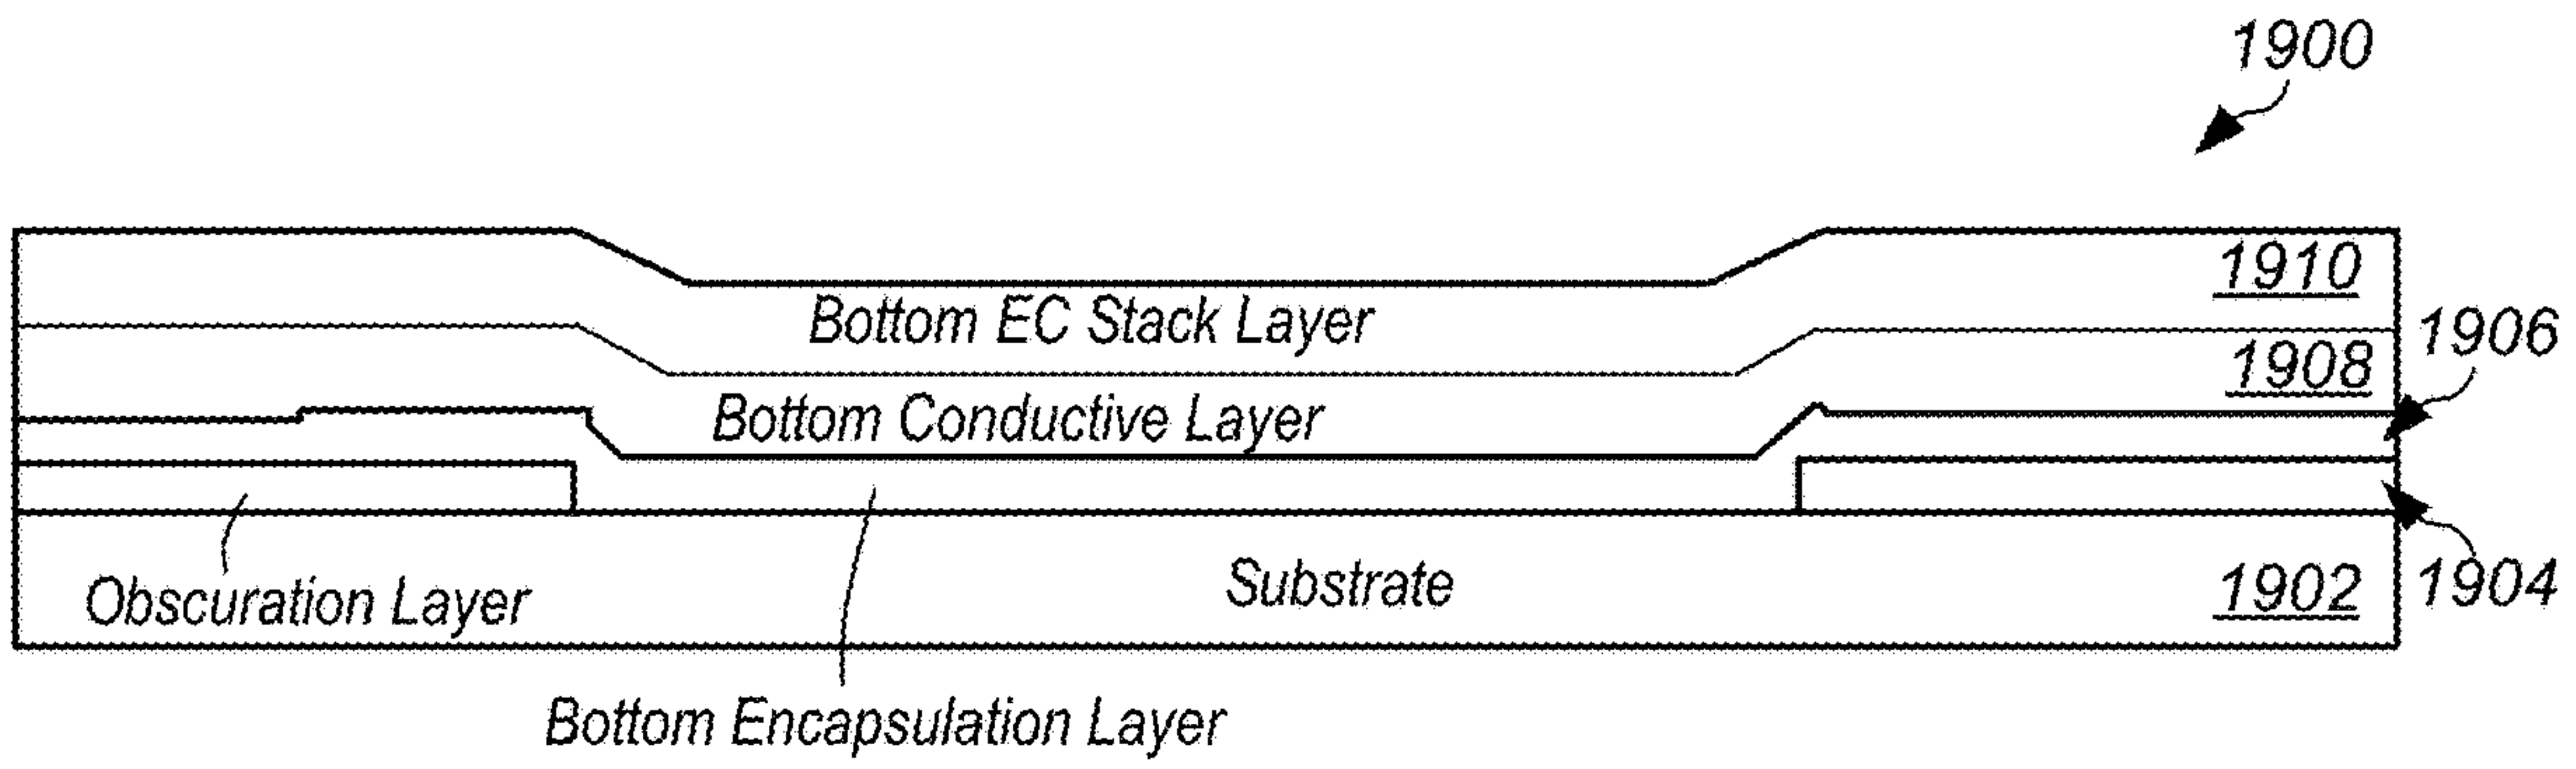 1900
1910
Bottom EC Stack Layer
1906
1908
Bottom Conductive Layer
Substrate
1902
1904
Obscuration Layer
Bottom Encapsulation Layer